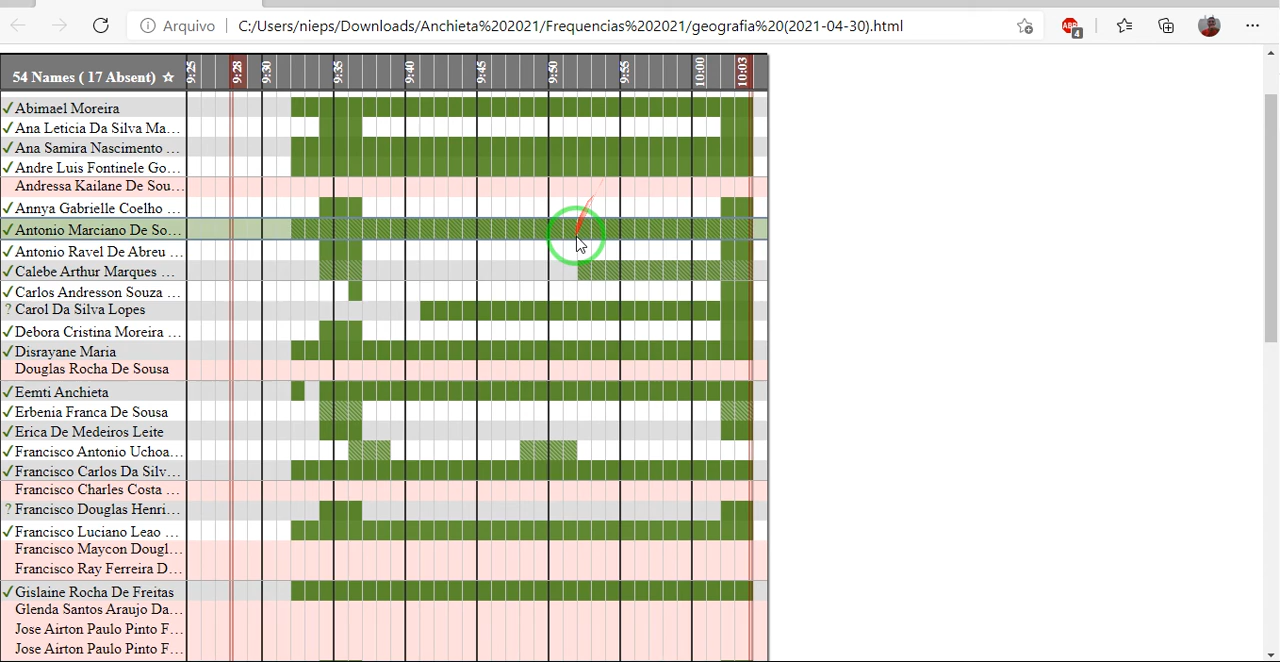 Arquivo C:/Users/nieps/Downloads/Anchieta%202021/Frequencias%202021/geografia%20(2021-04-30).html
ABP 4
54 Names ( 17 Absent) ☆ 9:25 9:28 9:30 9:35 9:40 9:45 9:50 9:55 10:00 10:03
✓Abimael Moreira
✓Ana Leticia Da Silva Ma...
✓Ana Samira Nascimento ...
✓Andre Luis Fontinele Go...
Andressa Kailane De Sou...
✓Annya Gabrielle Coelho ...
✓Antonio Marciano De So...
✓Antonio Ravel De Abreu ...
✓Calebe Arthur Marques ...
✓Carlos Andresson Souza ...
? Carol Da Silva Lopes
✓Debora Cristina Moreira ...
✓Disrayane Maria
Douglas Rocha De Sousa
✓Eemti Anchieta
✓Erbenia Franca De Sousa
✓Erica De Medeiros Leite
✓Francisco Antonio Uchoa...
✓Francisco Carlos Da Silv...
Francisco Charles Costa ...
? Francisco Douglas Henri...
✓Francisco Luciano Leao ...
Francisco Maycon Dougl...
Francisco Ray Ferreira D...
✓Gislaine Rocha De Freitas
Glenda Santos Araujo Da...
Jose Airton Paulo Pinto F...
Jose Airton Paulo Pinto F...